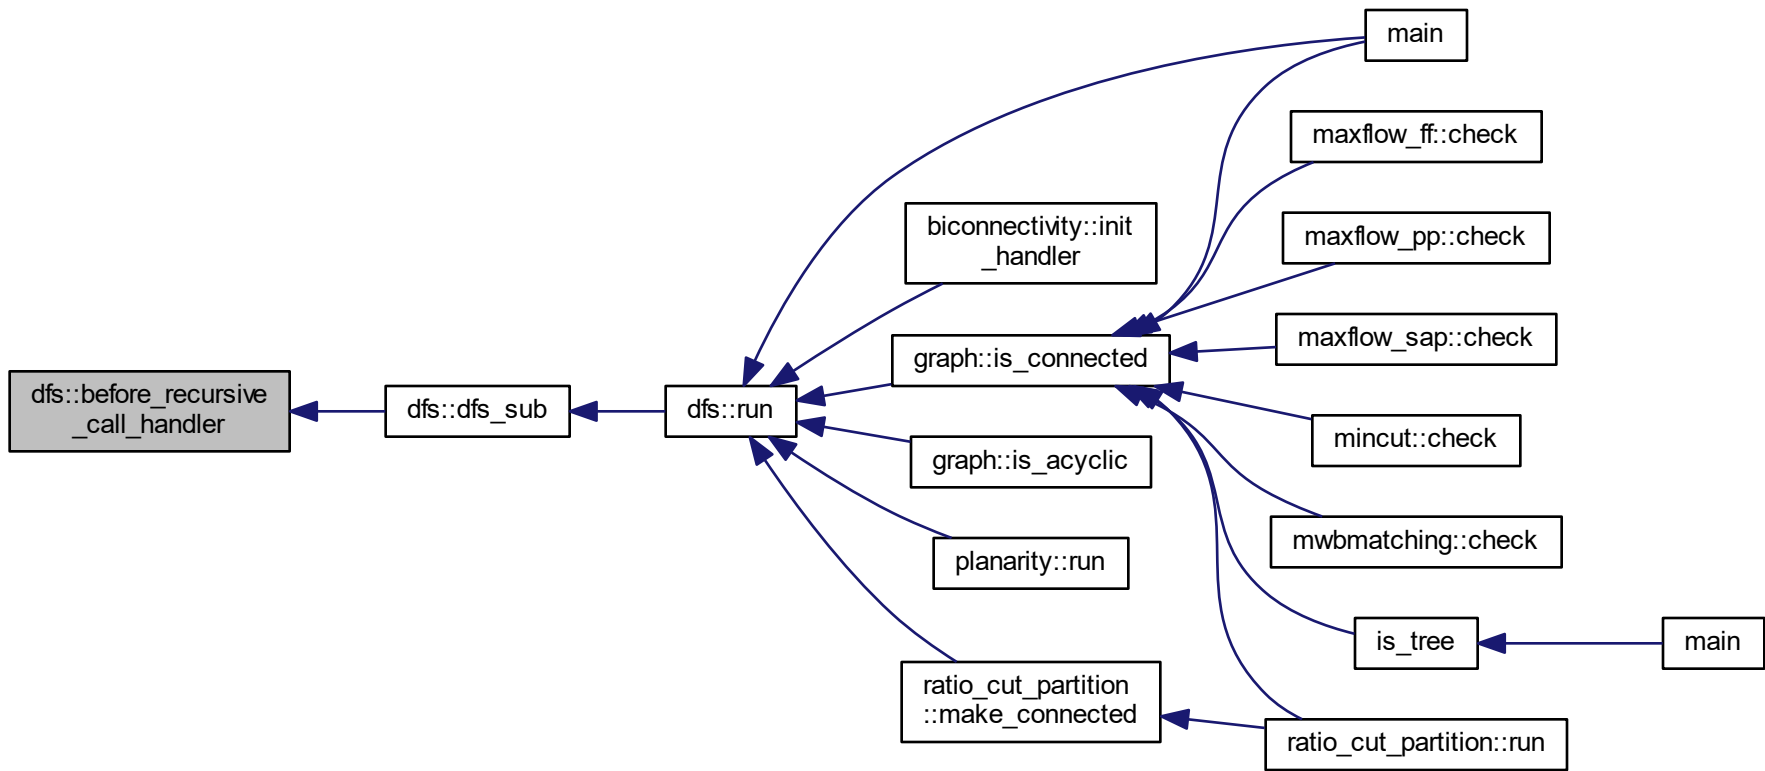 main
maxflow_ff::check
biconnectivity::init
_handler
maxflow_pp::check
graph::is_connected
maxflow_sap::check
dfs::before_recursive
_call_handler
dfs::dfs_sub
dfs::run
graph::is_acyclic
mincut::check
planarity::run
mwbmatching::check
is_tree
main
ratio_cut_partition
::make_connected
ratio_cut_partition::run